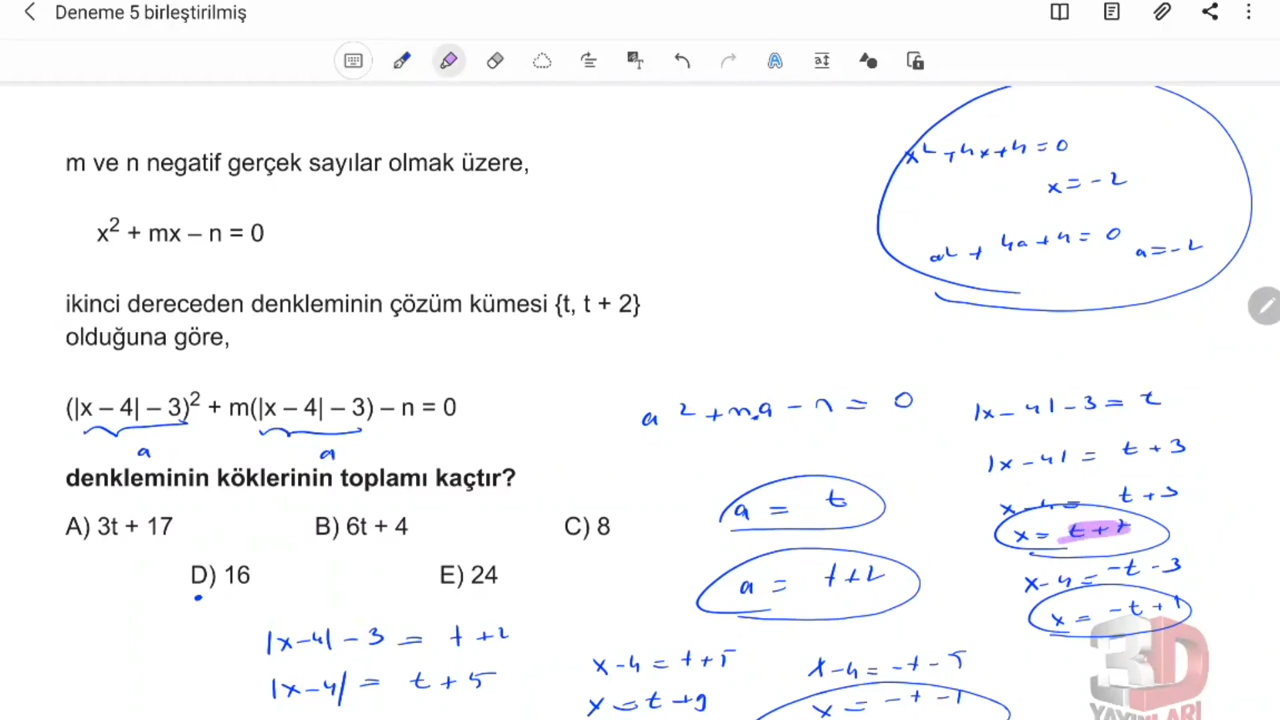 Deneme 5 birleştirilmiş
m ve n negatif gerçek sayılar olmak üzere,
x² + mx – n = 0
ikinci dereceden denkleminin çözüm kümesi {t, t + 2}
olduğuna göre,
(|x – 4| – 3)² + m(|x – 4| – 3) – n = 0
a a
denkleminin köklerinin toplamı kaçtır?
A) 3t + 17 B) 6t + 4 C) 8
D) 16 E) 24
x² + 4x + 4 = 0
x = -2
a² + 4a + 4 = 0 a = -2
a² + m.a - n = 0
a = t
a = t+2
|x - 4| - 3 = t
|x - 4| = t + 3
x - 4 = t + 3
x = t + 7
x - 4 = -t - 3
x = -t + 1
|x-4| - 3 = t + 2
|x-4| = t + 5
x - 4 = t + 5
x = t + 9
x - 4 = -t - 5
x = -t - 1
3D
YAYINLARI